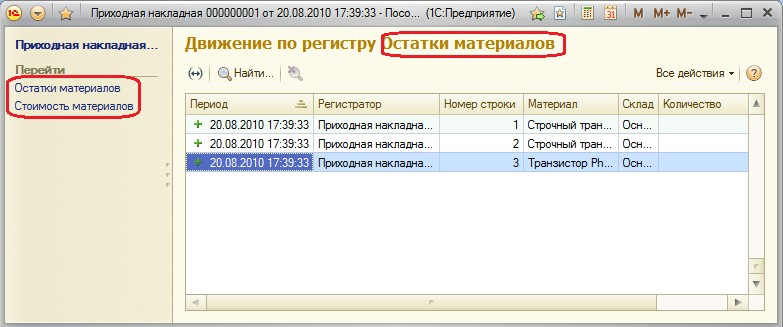 Приходная накладная 000000001 от 20.08.2010 17:39:33 - Посо... (1С:Предприятие) M M+ M-
Приходная накладная...
Перейти
Остатки материалов
Стоимость материалов
Движение по регистру Остатки материалов
Найти... Все действия ?
Период Регистратор Номер строки Материал Склад Количество
20.08.2010 17:39:33 Приходная накладна... 1 Строчный тран... Осн...
20.08.2010 17:39:33 Приходная накладна... 2 Строчный тран... Осн...
20.08.2010 17:39:33 Приходная накладна... 3 Транзистор Ph... Осн...